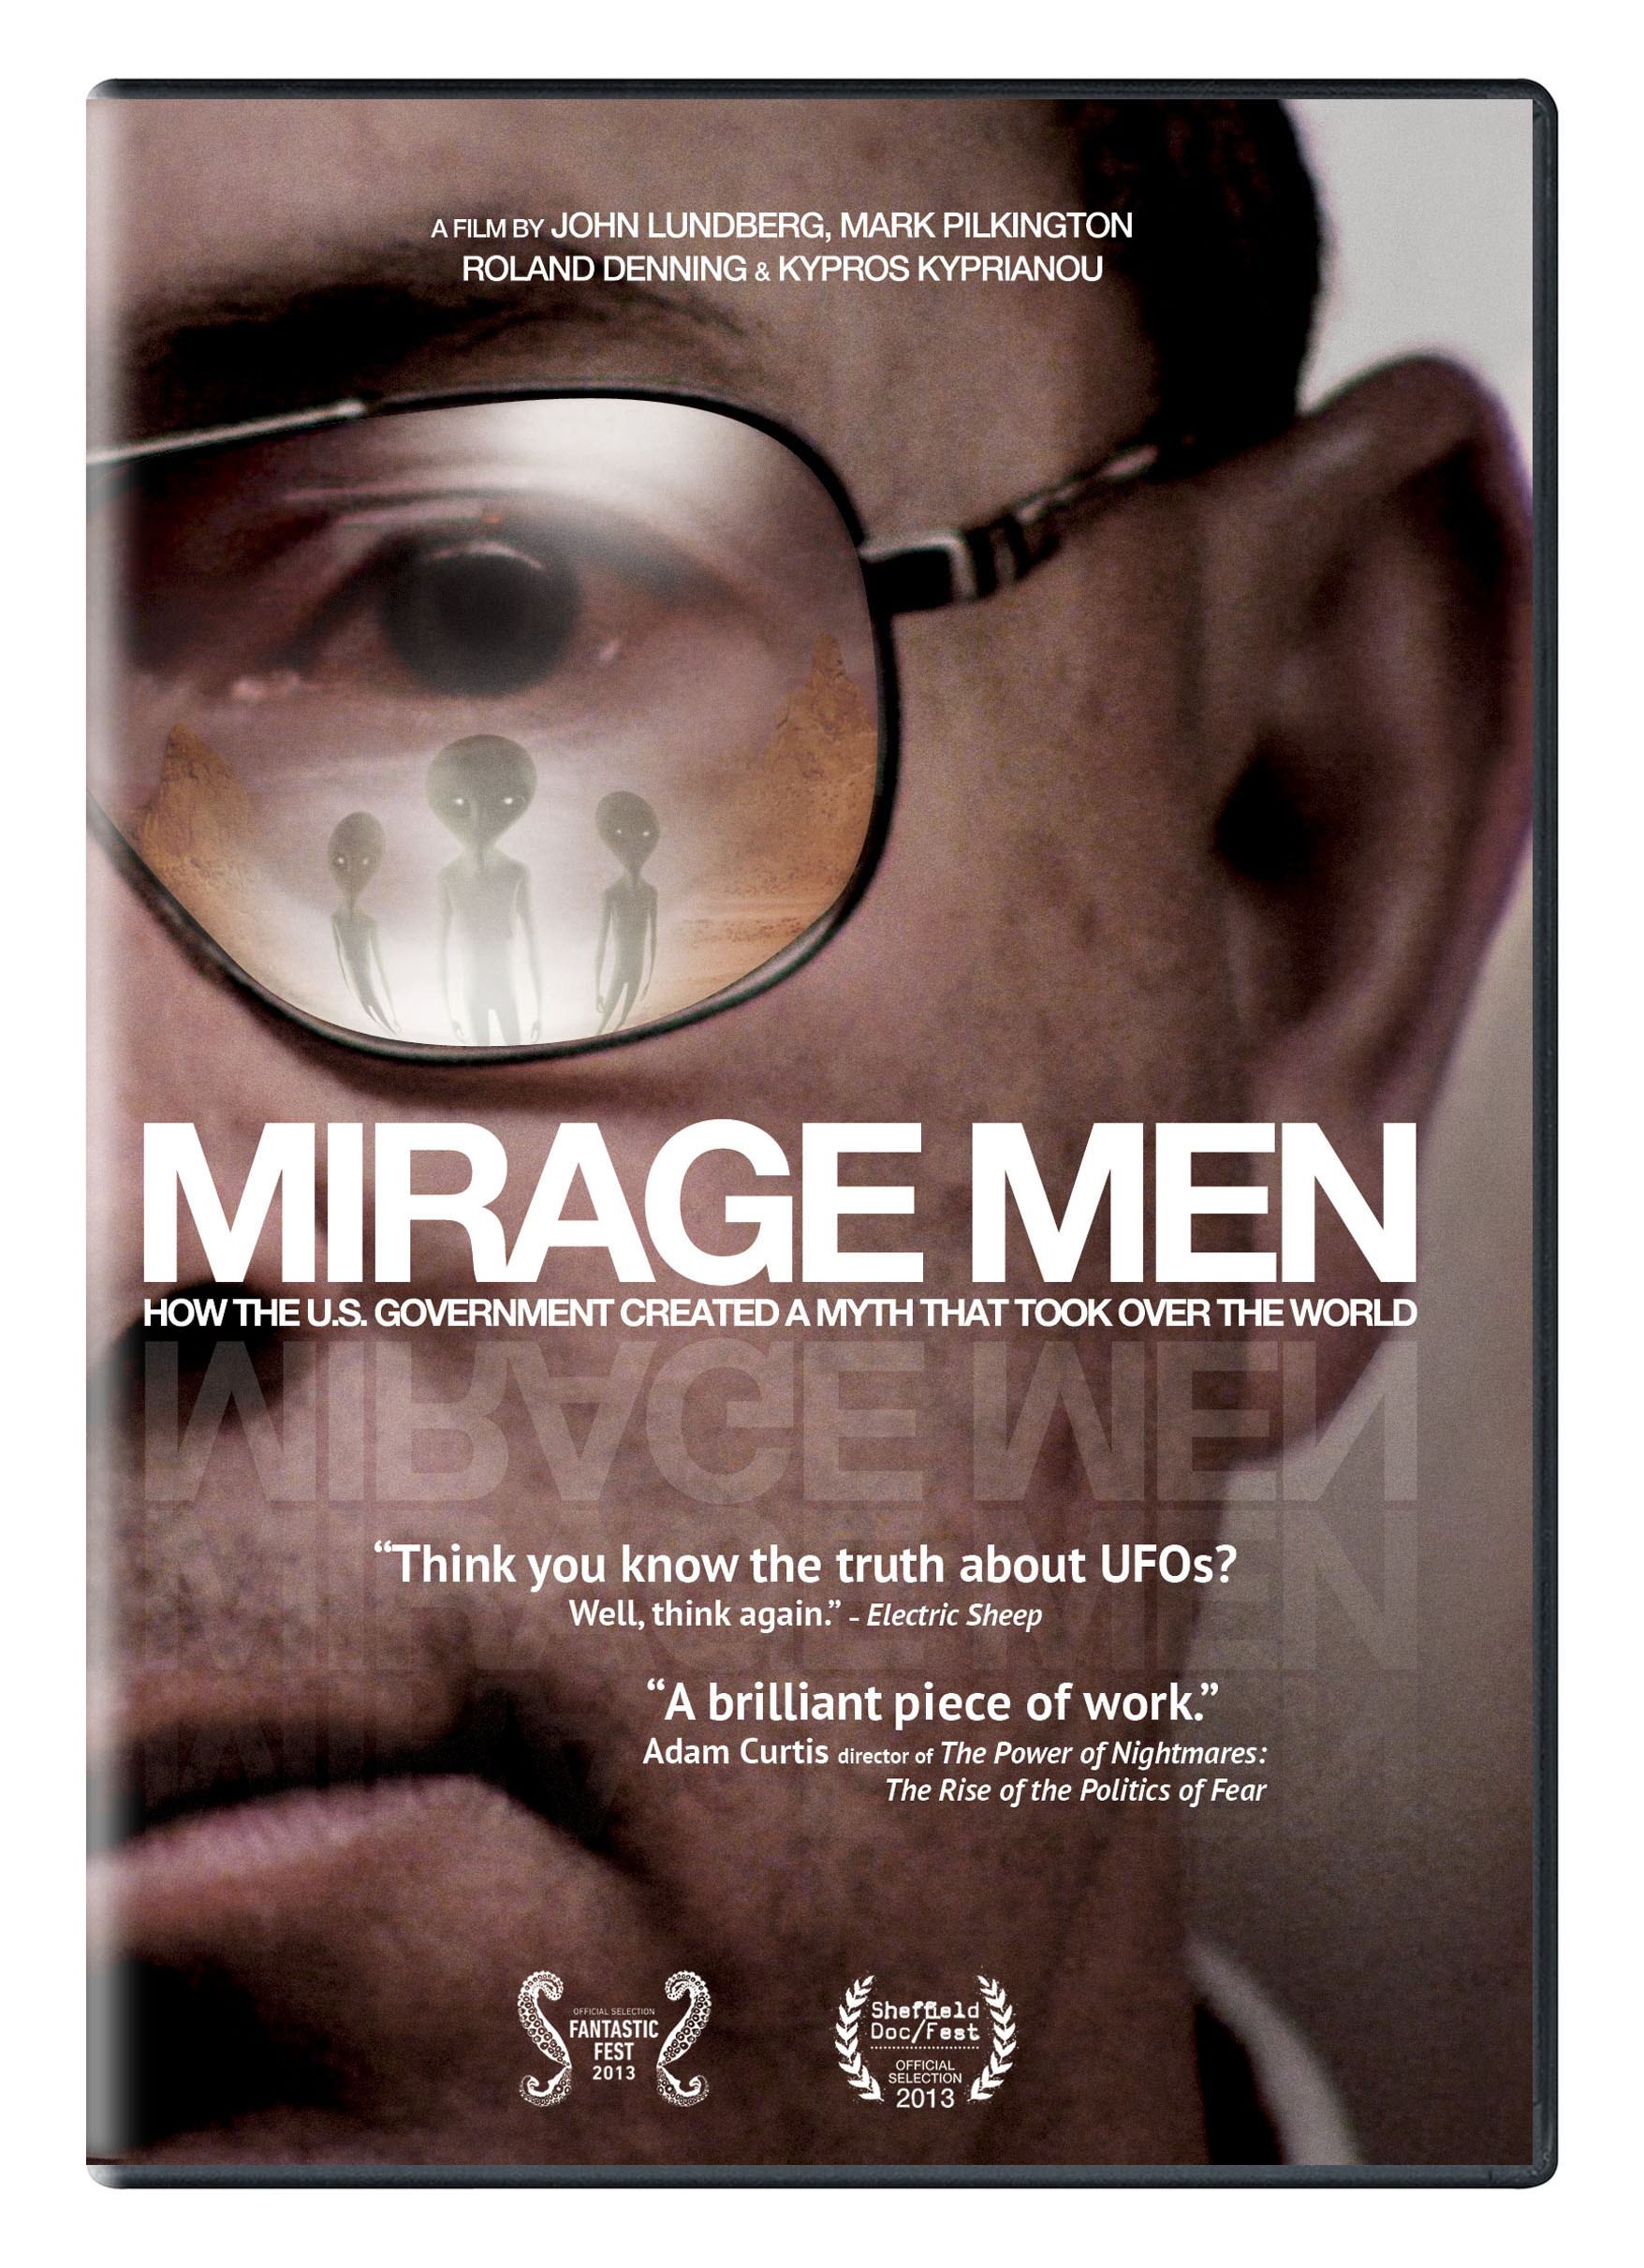 A FILM BY JOHN LUNDBERG, MARK PILKINGTON
ROLAND DENNING & KYPROS KYPRIANOU
MIRAGE MEN
HOW THE U.S. GOVERNMENT CREATED A MYTH THAT TOOK OVER THE WORLD
MIRAGE MEN
MIRAGE MEN
“Think you know the truth about UFOs?
Well, think again.” - Electric Sheep
“A brilliant piece of work.”
Adam Curtis director of The Power of Nightmares:
The Rise of the Politics of Fear
OFFICIAL SELECTION
FANTASTIC
FEST
2013
Sheffield
Doc/Fest
OFFICIAL
SELECTION
2013